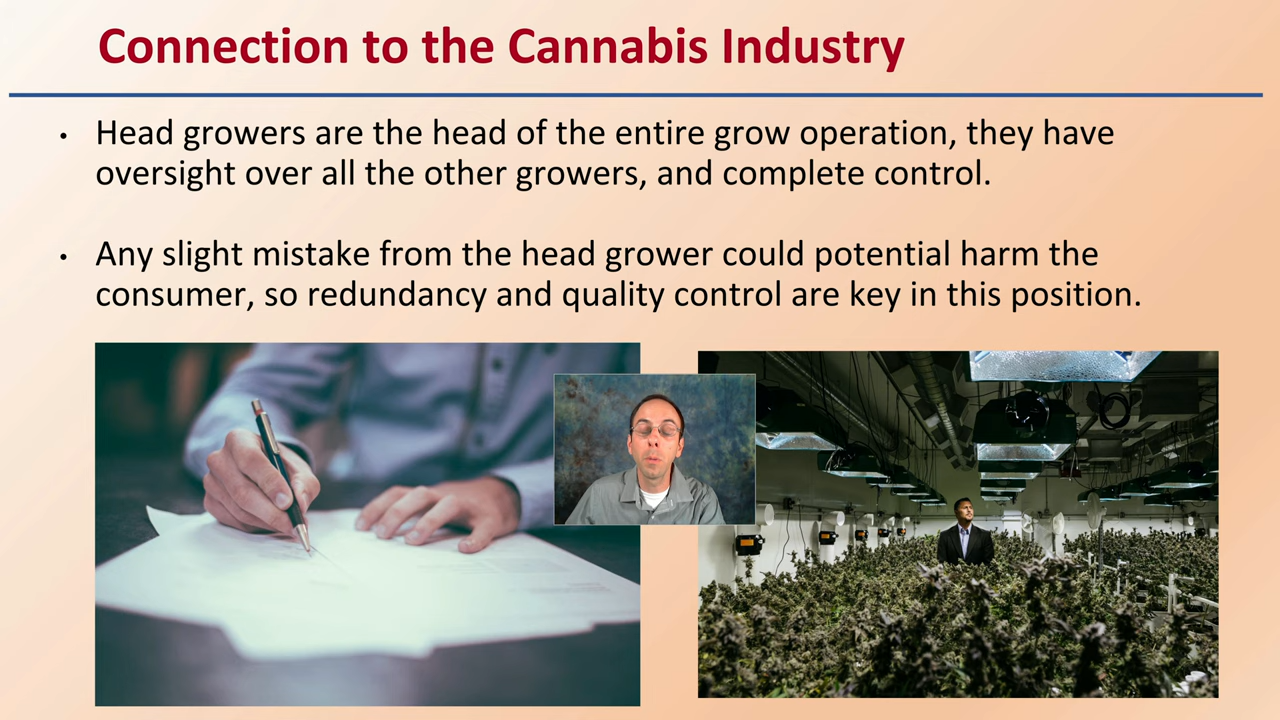 Connection to the Cannabis Industry
• Head growers are the head of the entire grow operation, they have
oversight over all the other growers, and complete control.
• Any slight mistake from the head grower could potential harm the
consumer, so redundancy and quality control are key in this position.